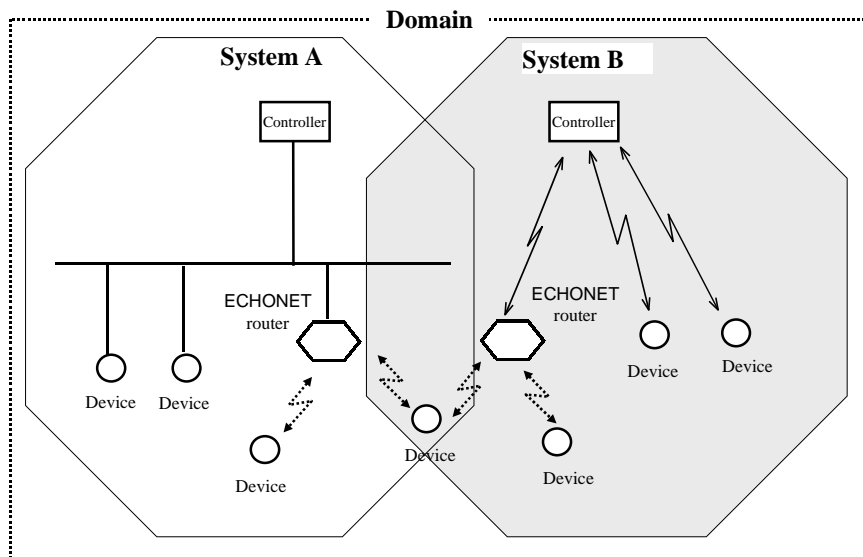 Domain
System A
System B
Controller
Controller
ECHONET
router
ECHONET
router
Device
Device
Device
Device
Device
Device
Device